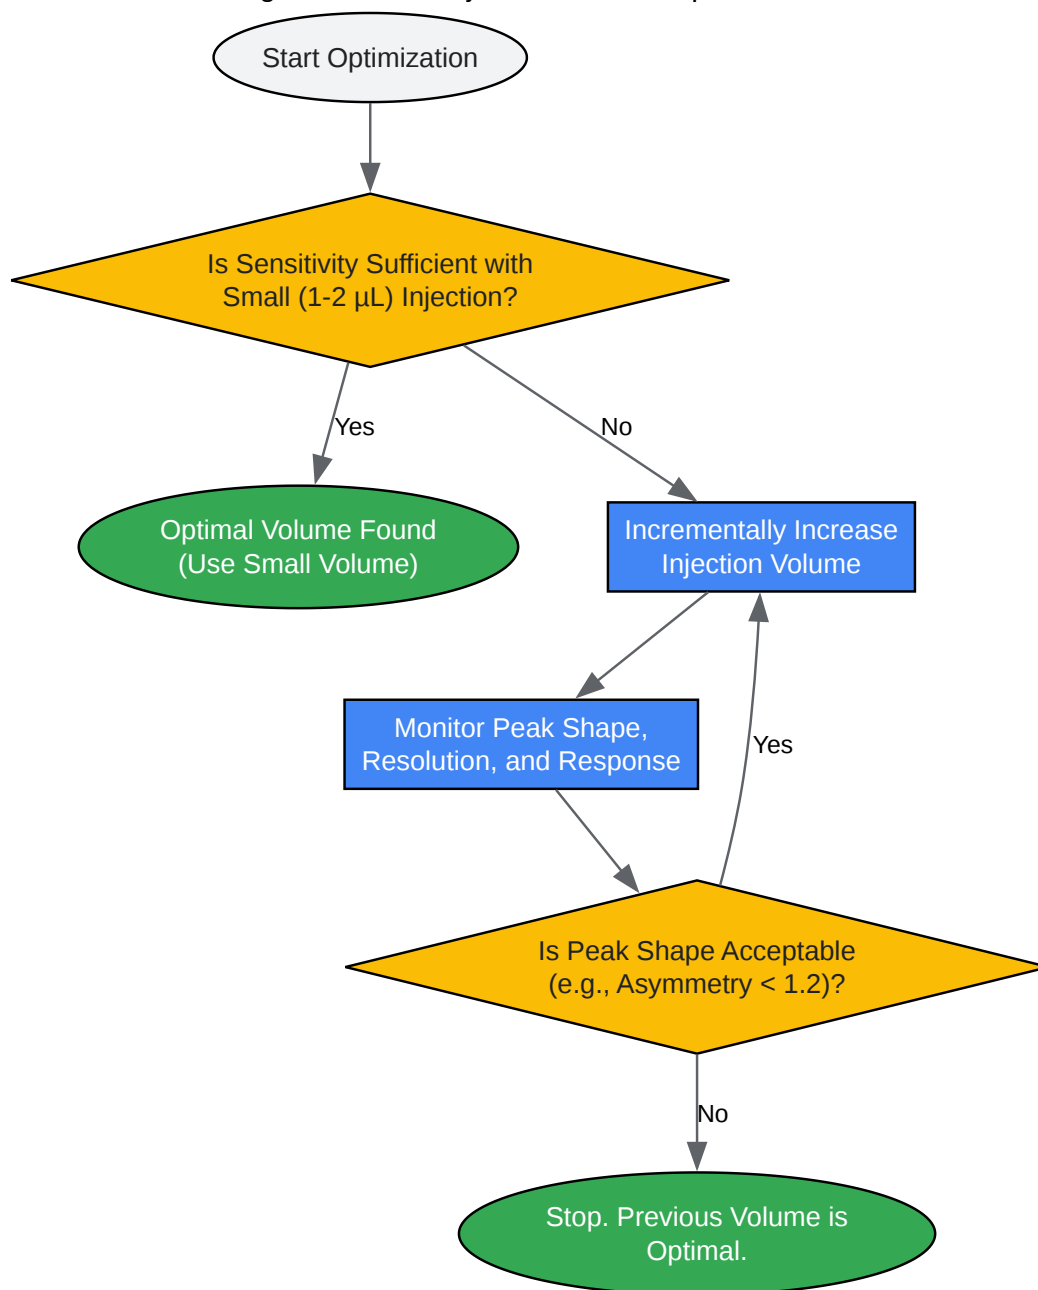 Start Optimization
Is Sensitivity Sufficient with
Small (1-2 µL) Injection?
Yes
No
Optimal Volume Found
(Use Small Volume)
Incrementally Increase
Injection Volume
Monitor Peak Shape,
Resolution, and Response
Yes
Is Peak Shape Acceptable
(e.g., Asymmetry < 1.2)?
No
Stop. Previous Volume is
Optimal.